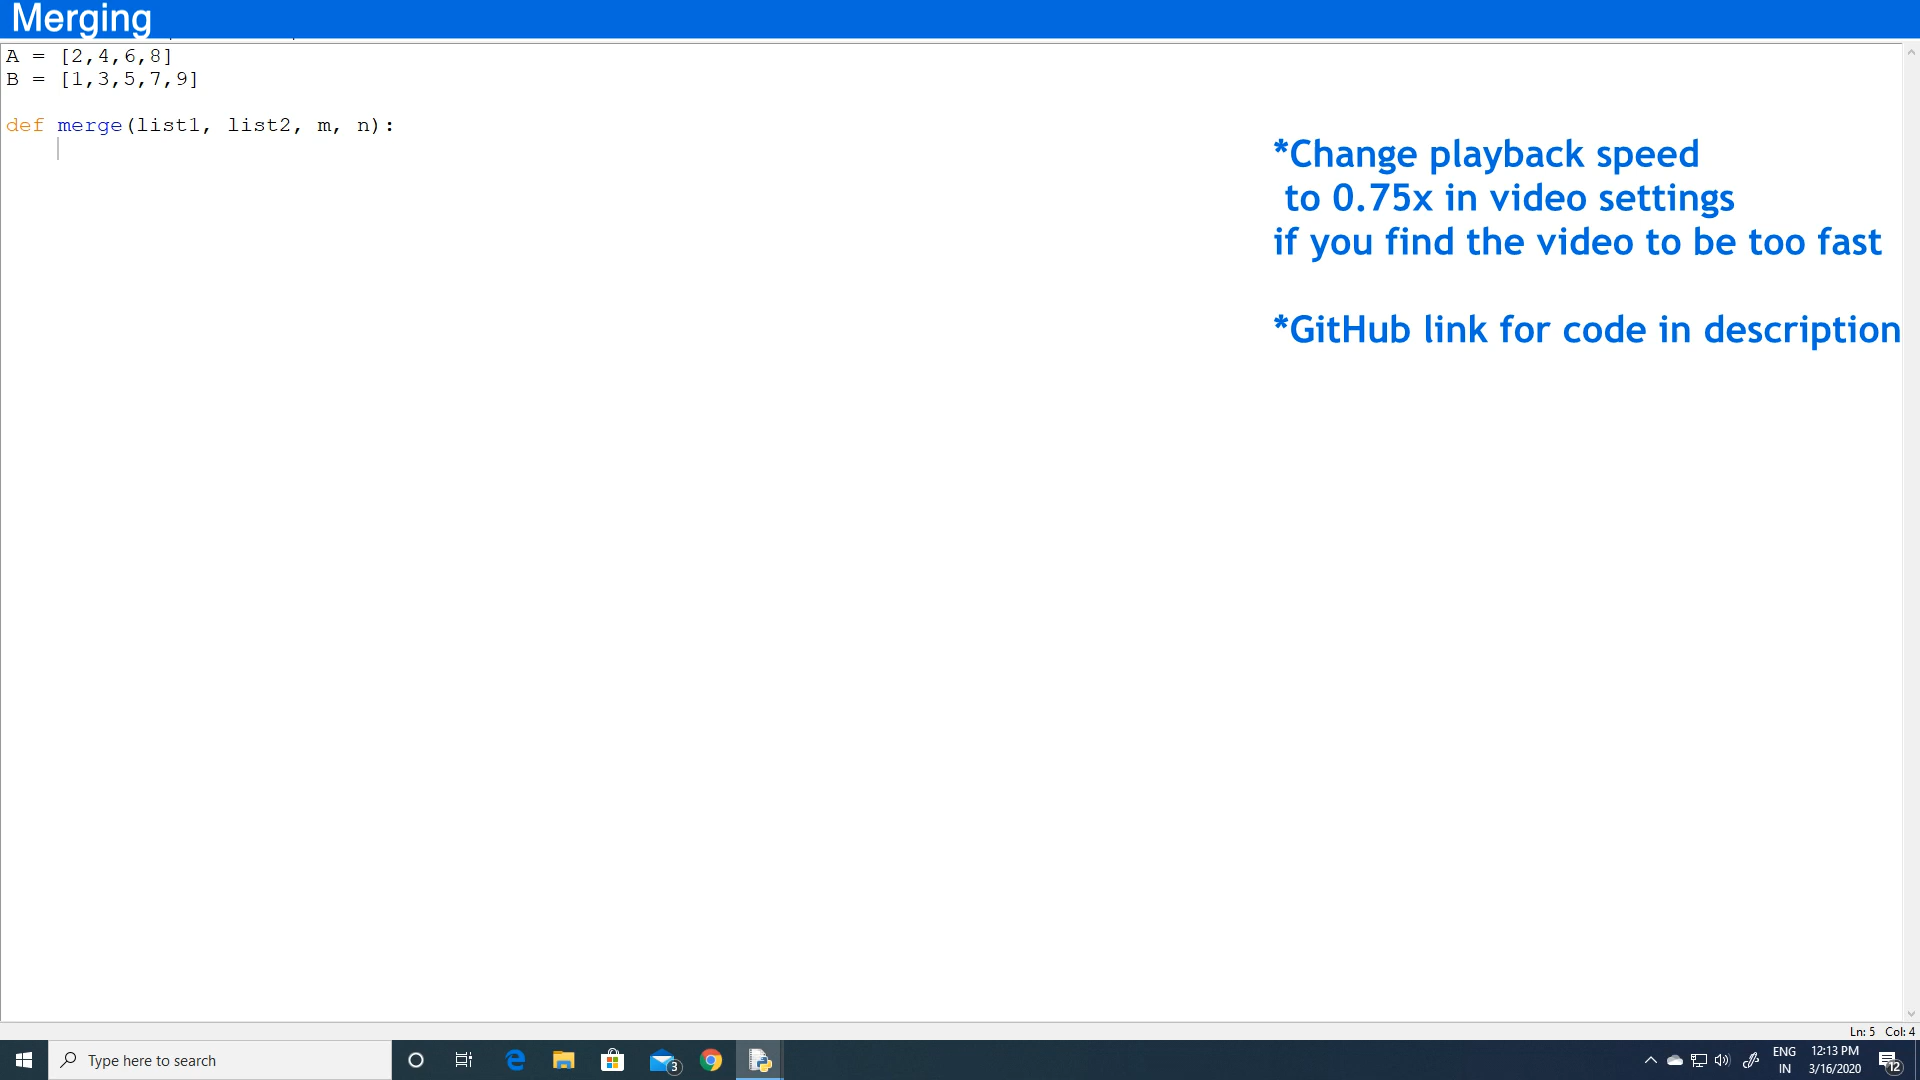 Merging
A = [2,4,6,8]
B = [1,3,5,7,9]
def merge(list1, list2, m, n):
*Change playback speed
to 0.75x in video settings
if you find the video to be too fast
*GitHub link for code in description
Ln: 5 Col: 4
Type here to search
3
ENG
IN
12:13 PM
3/16/2020
12